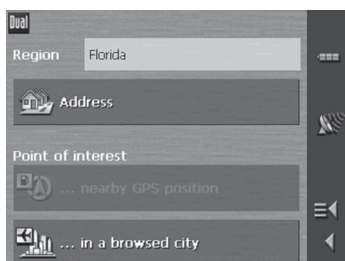 Dual
Region Florida
Address
Point of interest
... nearby GPS position
... in a browsed city